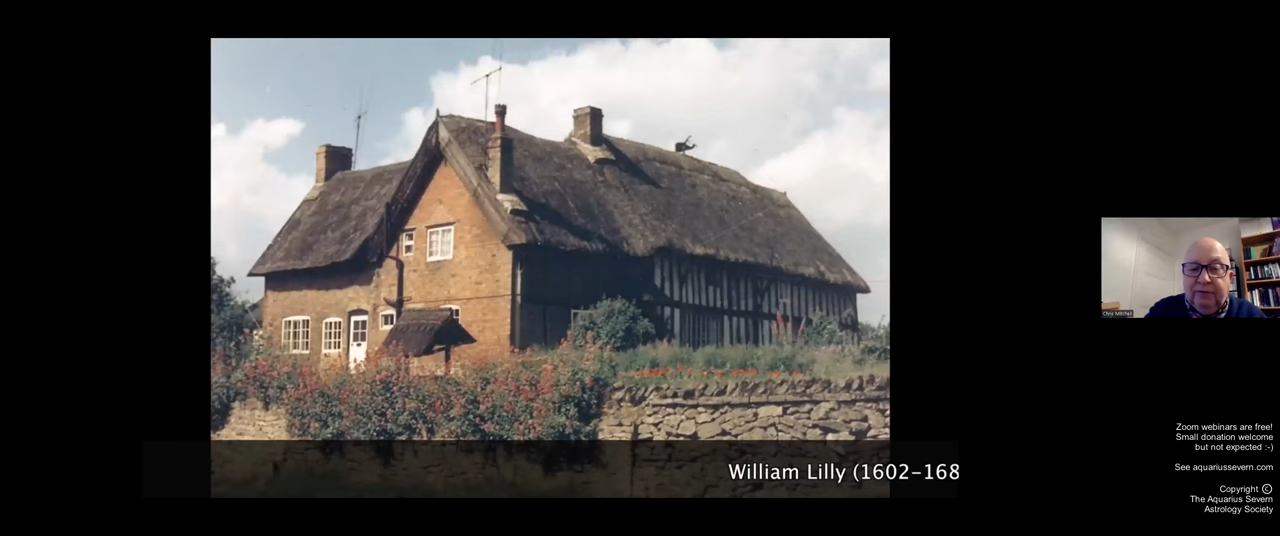 William Lilly (1602-168
Chris Mitchell
Zoom webinars are free!
Small donation welcome
but not expected :-)
See aquariussevern.com
Copyright ©
The Aquarius Severn
Astrology Society